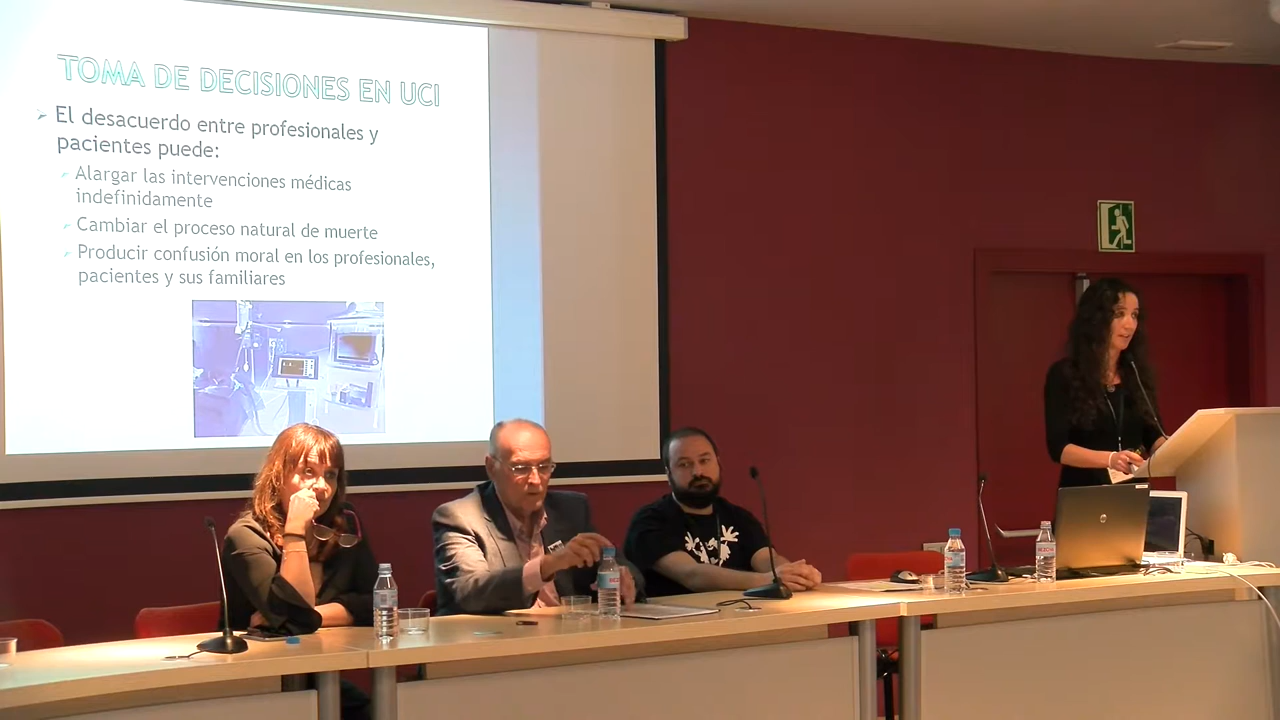 TOMA DE DECISIONES EN UCI
El desacuerdo entre profesionales y
pacientes puede:
Alargar las intervenciones médicas
indefinidamente
Cambiar el proceso natural de muerte
Producir confusión moral en los profesionales,
pacientes y sus familiares